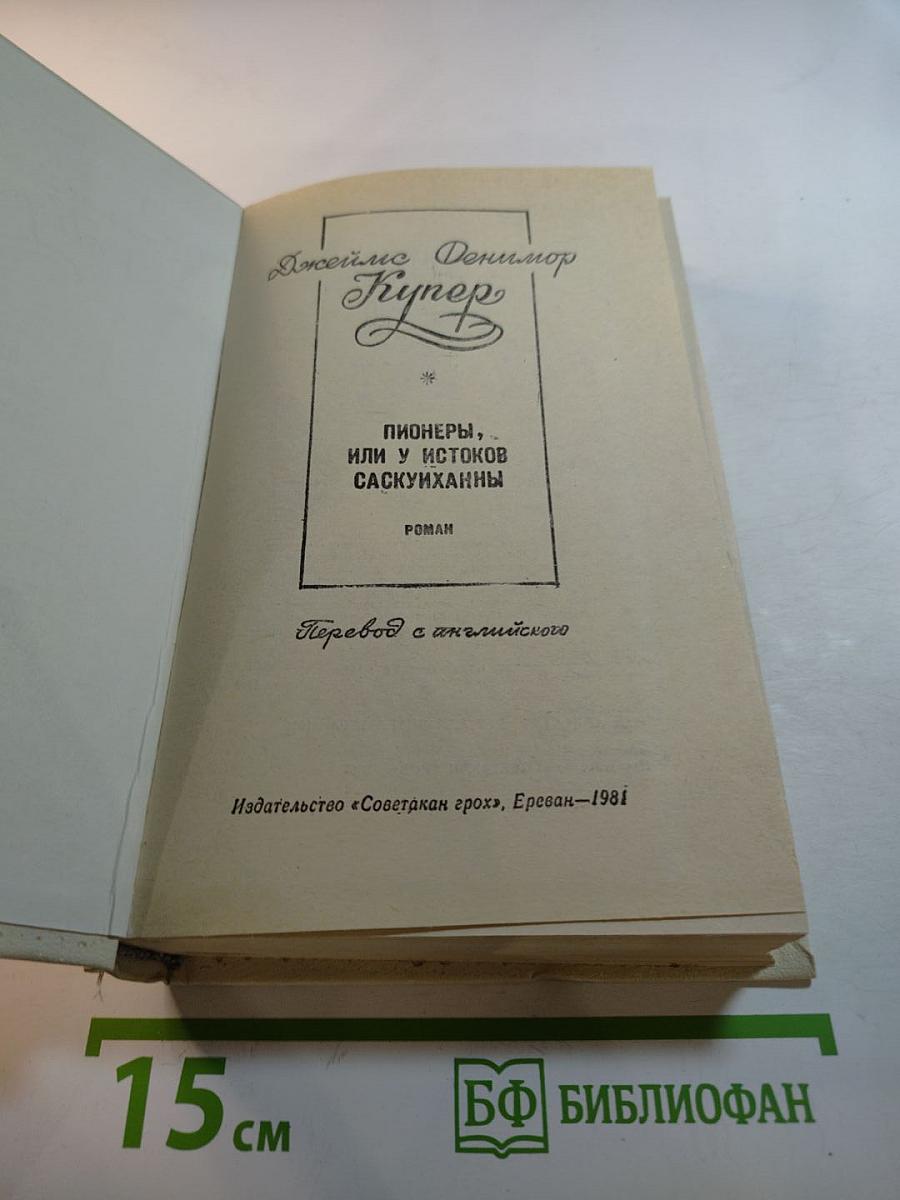 Джеймс Фенимор
Купер
*
ПИОНЕРЫ,
ИЛИ У ИСТОКОВ
САСКУИХАННЫ
РОМАН
Перевод с английского
Издательство «Советакан грох», Ереван—1981
15 см
БФ БИБЛИОФАН